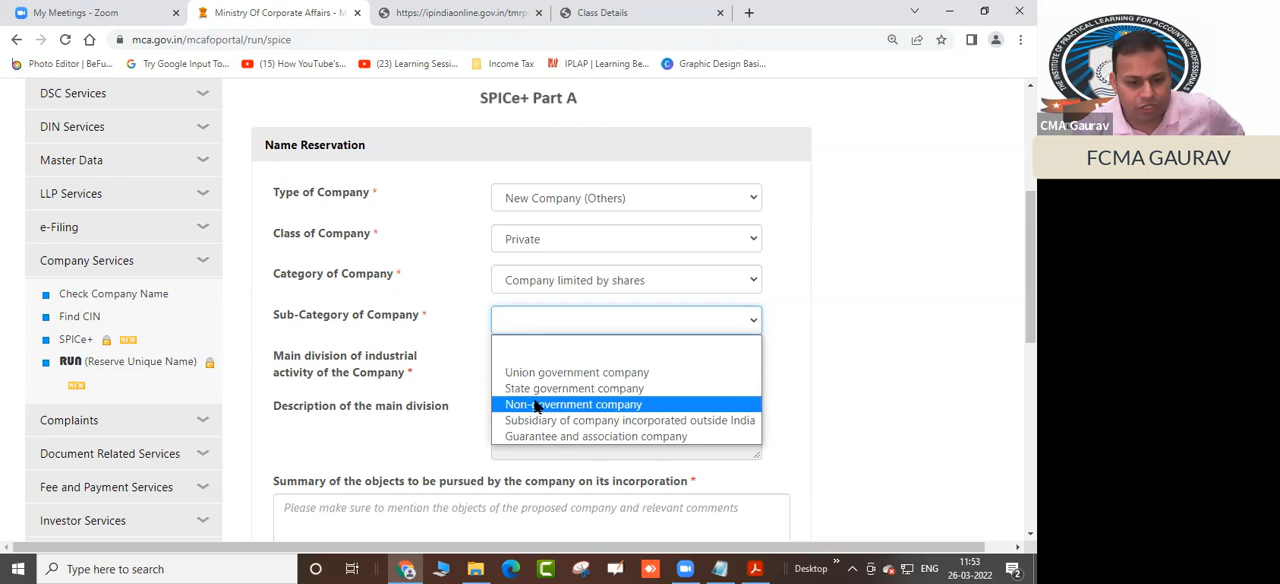 My Meetings - Zoom
Ministry Of Corporate Affairs - M
https://ipindiaonline.gov.in/tmrp
Class Details
mca.gov.in/mcafoportal/run/spice
Photo Editor | BeFu...
Try Google Input To...
(23) How YouTube's...
(23) Learning Sessi...
Income Tax
IPLAP | Learning Be...
Graphic Design Basi...
CMA Gaurav
FCMA GAURAV
DSC Services
DIN Services
Master Data
LLP Services
e-Filing
Company Services
Check Company Name
Find CIN
SPICe+ NEW
RUN (Reserve Unique Name)
NEW
Complaints
Document Related Services
Fee and Payment Services
Investor Services
SPICe+ Part A
Name Reservation
Type of Company *
New Company (Others)
Class of Company *
Private
Category of Company *
Company limited by shares
Sub-Category of Company *
Main division of industrial
activity of the Company *
Description of the main division
Union government company
State government company
Non-government company
Subsidiary of company incorporated outside India
Guarantee and association company
Summary of the objects to be pursued by the company on its incorporation *
Please make sure to mention the objects of the proposed company and relevant comments
Type here to search
Desktop
ENG
11:53
26-03-2022
2